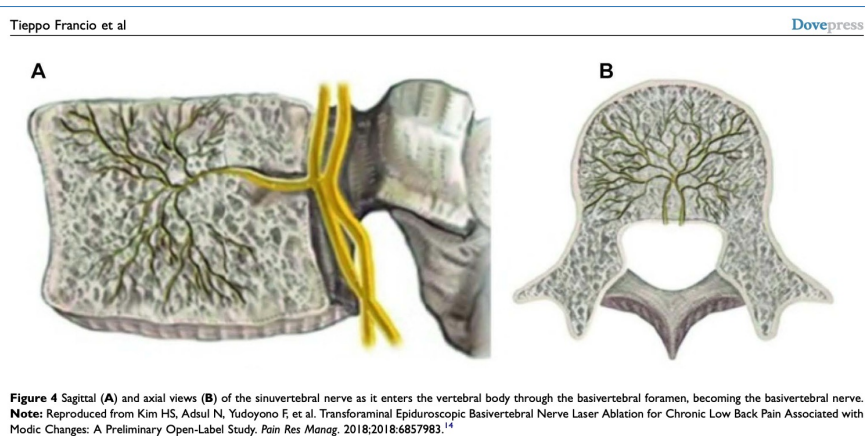 Tieppo Francio et al
Dovepress
A
B
Figure 4 Sagittal (A) and axial views (B) of the sinuvertebral nerve as it enters the vertebral body through the basivertebral foramen, becoming the basivertebral nerve.
Note: Reproduced from Kim HS, Adsul N, Yudoyono F, et al. Transforaminal Epiduroscopic Basivertebral Nerve Laser Ablation for Chronic Low Back Pain Associated with
Modic Changes: A Preliminary Open-Label Study. Pain Res Manag. 2018;2018:6857983.14